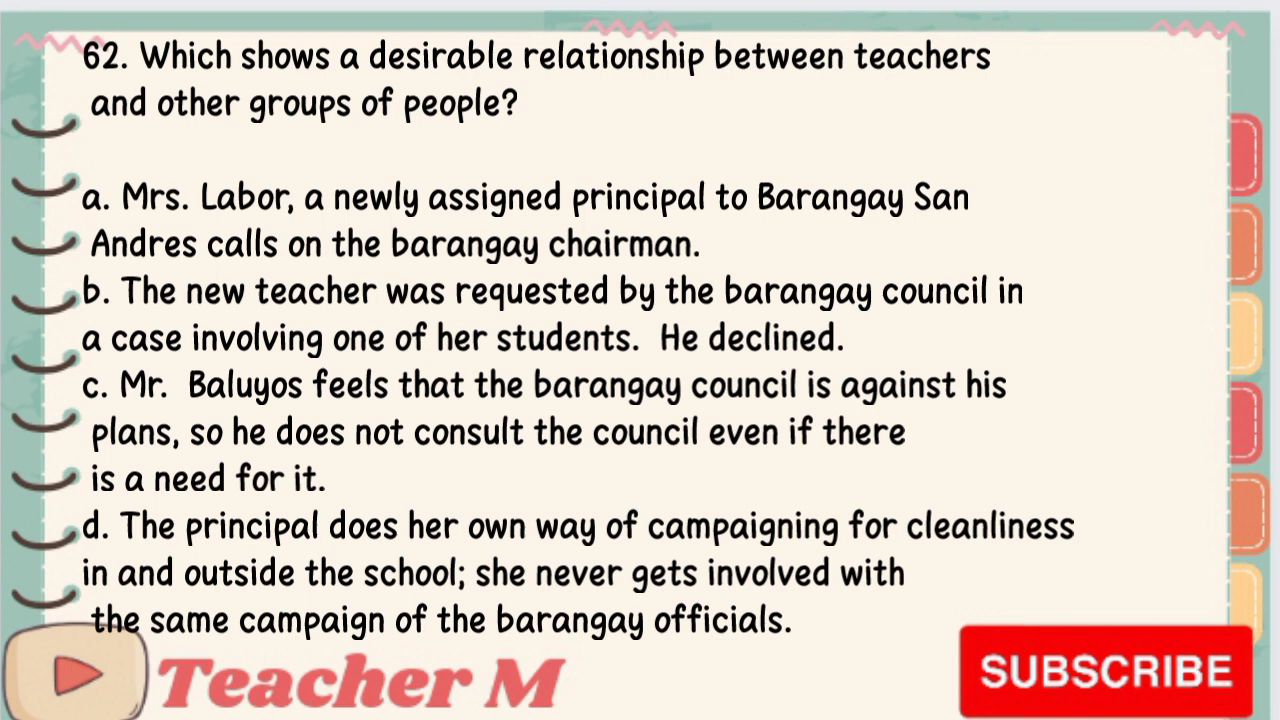 62. Which shows a desirable relationship between teachers
and other groups of people?
a. Mrs. Labor, a newly assigned principal to Barangay San
Andres calls on the barangay chairman.
b. The new teacher was requested by the barangay council in
a case involving one of her students. He declined.
c. Mr. Baluyos feels that the barangay council is against his
plans, so he does not consult the council even if there
is a need for it.
d. The principal does her own way of campaigning for cleanliness
in and outside the school; she never gets involved with
the same campaign of the barangay officials.
Teacher M
SUBSCRIBE